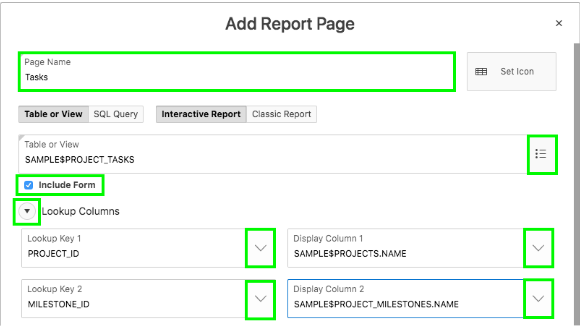 Add Report Page
×
Page Name
Tasks
Set Icon
Table or View SQL Query Interactive Report Classic Report
Table or View
SAMPLE$PROJECT_TASKS
Include Form
Lookup Columns
Lookup Key 1 Display Column 1
PROJECT_ID SAMPLE$PROJECTS.NAME
Lookup Key 2 Display Column 2
MILESTONE_ID SAMPLE$PROJECT_MILESTONES.NAME